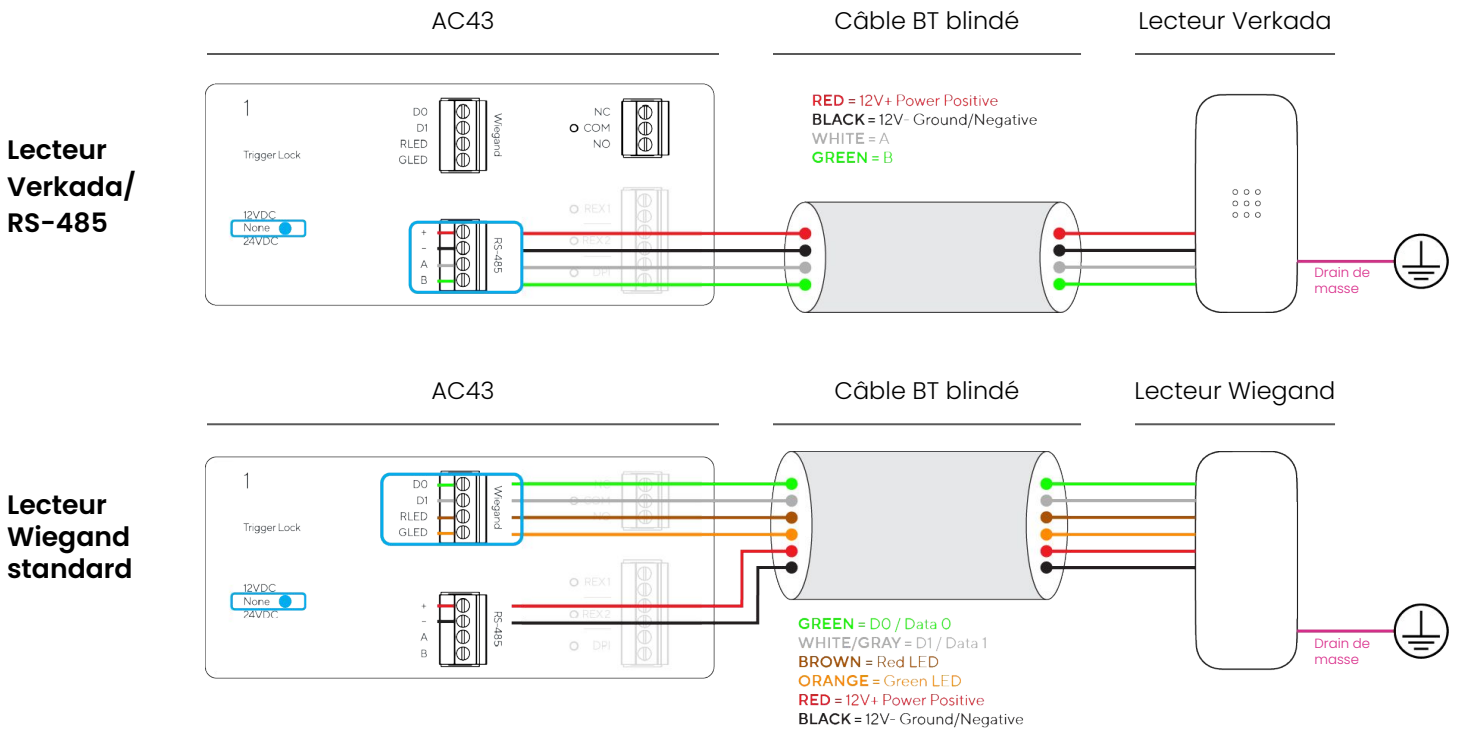 AC43
Câble BT blindé
Lecteur Verkada
Lecteur
Verkada/
RS-485
1
Trigger Lock
12VDC
None
24VDC
D0
D1
RLED
GLED
Wiegand
NC
COM
NO
+
-
A
B
RS-485
REX1
REX2
DPI
RED = 12V+ Power Positive
BLACK = 12V- Ground/Negative
WHITE = A
GREEN = B
Drain de
masse
AC43
Câble BT blindé
Lecteur Wiegand
Lecteur
Wiegand
standard
1
Trigger Lock
12VDC
None
24VDC
D0
D1
RLED
GLED
Wiegand
NC
COM
NO
+
-
A
B
RS-485
REX1
REX2
DPI
GREEN = D0 / Data 0
WHITE/GRAY = D1 / Data 1
BROWN = Red LED
ORANGE = Green LED
RED = 12V+ Power Positive
BLACK = 12V- Ground/Negative
Drain de
masse